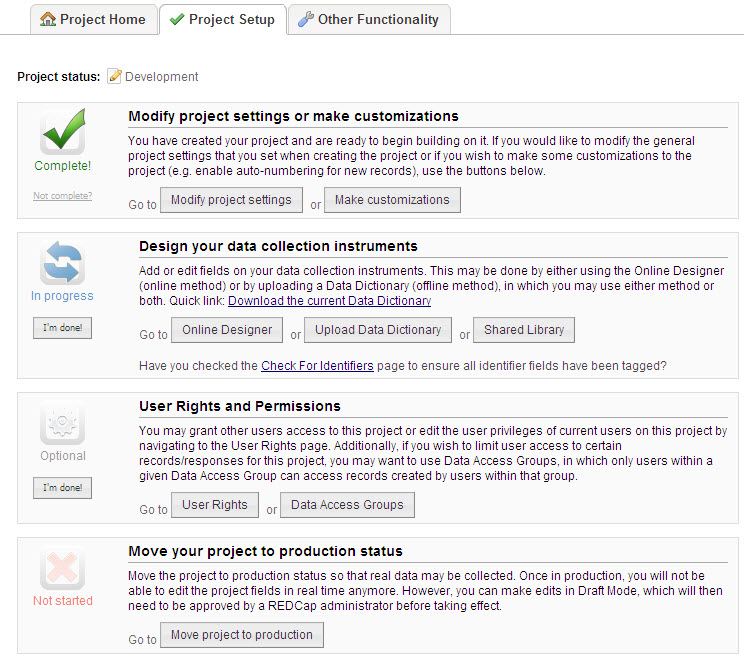 Project Home Project Setup Other Functionality
Project status: Development
Modify project settings or make customizations
You have created your project and are ready to begin building on it. If you would like to modify the general
project settings that you set when creating the project or if you wish to make some customizations to the
project (e.g. enable auto-numbering for new records), use the buttons below.
Complete!
Not complete?
Go to Modify project settings or Make customizations
Design your data collection instruments
Add or edit fields on your data collection instruments. This may be done by either using the Online Designer
(online method) or by uploading a Data Dictionary (offline method), in which you may use either method or
both. Quick link: Download the current Data Dictionary
In progress
I'm done!
Go to Online Designer or Upload Data Dictionary or Shared Library
Have you checked the Check For Identifiers page to ensure all identifier fields have been tagged?
User Rights and Permissions
You may grant other users access to this project or edit the user privileges of current users on this project by
navigating to the User Rights page. Additionally, if you wish to limit user access to certain
records/responses for this project, you may want to use Data Access Groups, in which only users within a
given Data Access Group can access records created by users within that group.
Optional
I'm done!
Go to User Rights or Data Access Groups
Move your project to production status
Move the project to production status so that real data may be collected. Once in production, you will not be
able to edit the project fields in real time anymore. However, you can make edits in Draft Mode, which will then
need to be approved by a REDCap administrator before taking effect.
Not started
Go to Move project to production